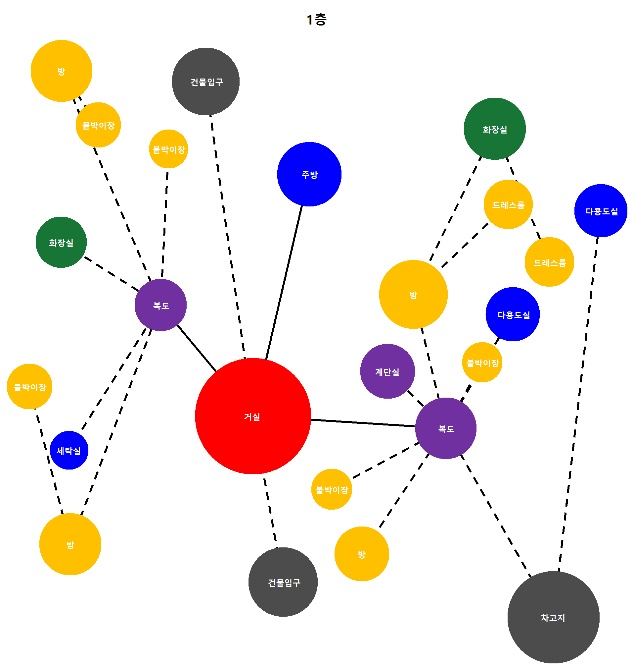 1층
방
건물입구
붙박이장
화장실
붙박이장
주방
드레스룸
다용도실
화장실
드레스룸
방
복도
다용도실
붙박이장
계단실
붙박이장
거실
복도
세탁실
붙박이장
방
방
건물입구
차고지